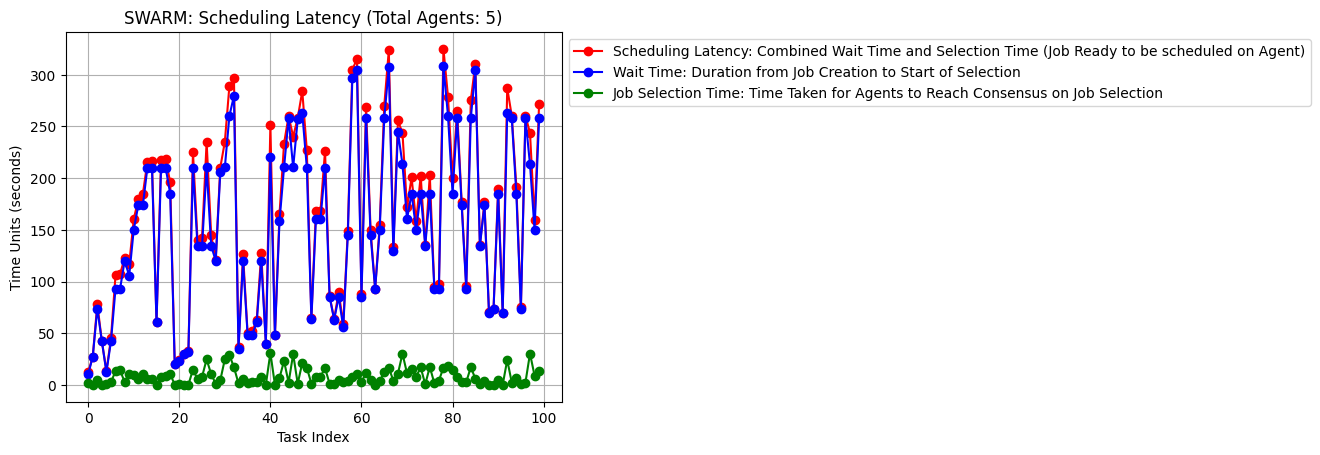 SWARM: Scheduling Latency (Total Agents: 5)
Scheduling Latency: Combined Wait Time and Selection Time (Job Ready to be scheduled on Agent)
Wait Time: Duration from Job Creation to Start of Selection
Job Selection Time: Time Taken for Agents to Reach Consensus on Job Selection
Time Units (seconds)
300
250
200
150
100
50
0
0 20 40 60 80 100
Task Index